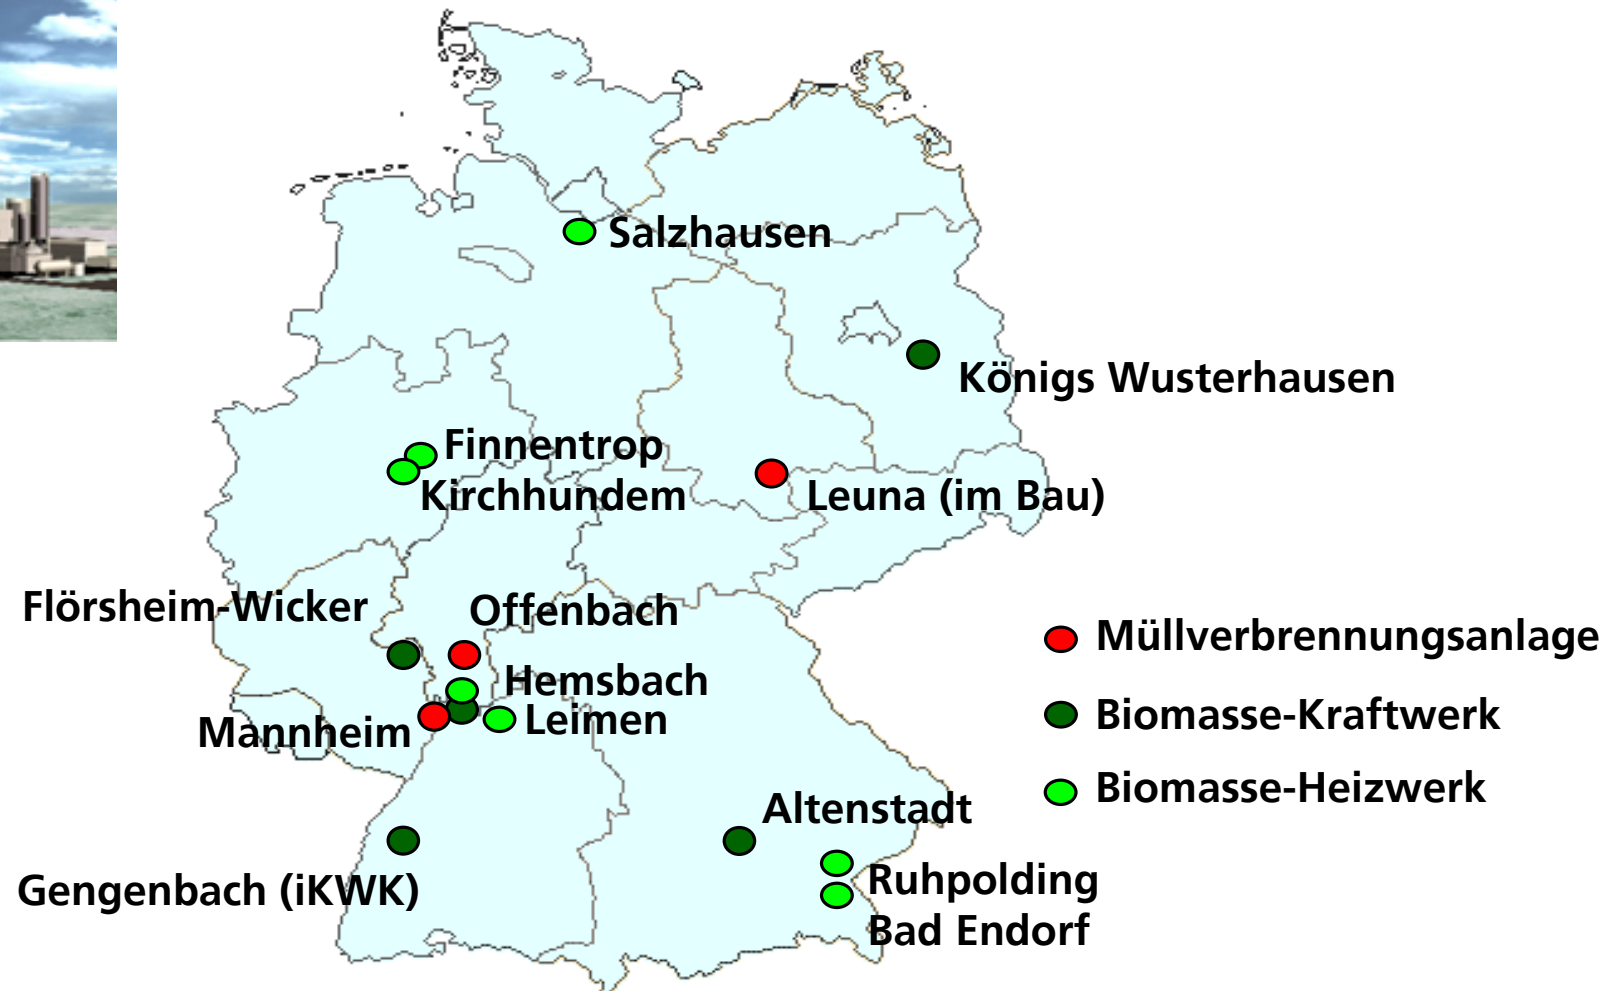 Salzhausen
Königs Wusterhausen
Finnentrop
Kirchhundem
Leuna (im Bau)
Flörsheim-Wicker
Offenbach
Hemsbach
Leimen
Mannheim
Müllverbrennungsanlage
Biomasse-Kraftwerk
Biomasse-Heizwerk
Altenstadt
Gengenbach (iKWK)
Ruhpolding
Bad Endorf